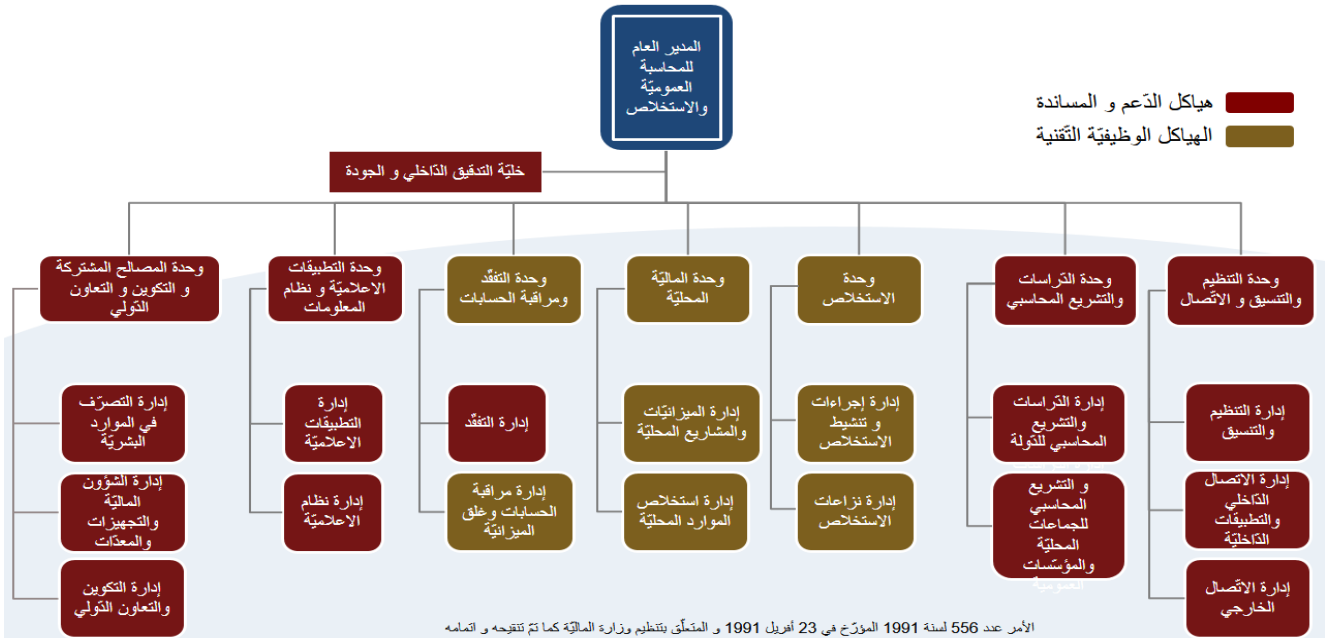 المدير العام
للمحاسبة
العموميّة
والاستخلاص
هياكل الدّعم و المساندة
الهياكل الوظيفيّة التّقنية
خليّة التدقيق الدّاخلي و الجودة
وحدة التنظيم
والتنسيق و الاتّصال
وحدة الدّراسات
والتشريع المحاسبي
وحدة
الاستخلاص
وحدة الماليّة
المحليّة
وحدة التفقّد
ومراقبة الحسابات
وحدة التطبيقات
الاعلاميّة و نظام
المعلومات
وحدة المصالح المشتركة
و التكوين و التعاون
الدّولي
إدارة التنظيم
والتنسيق
إدارة الاتصال
الدّاخلي
والتطبيقات
الدّاخليّة
إدارة الاتّصال
الخارجي
إدارة الدّراسات
والتشريع
المحاسبي للدّولة
و التشريع
المحاسبي
للجماعات
المحليّة
والمؤسّسات
العمومية
إدارة إجراءات
و تنشيط
الاستخلاص
إدارة نزاعات
الاستخلاص
إدارة الميزانيّات
والمشاريع المحليّة
إدارة استخلاص
الموارد المحليّة
إدارة التفقّد
إدارة مراقبة
الحسابات وغلق
الميزانيّة
إدارة
التطبيقات
الاعلاميّة
إدارة نظام
الاعلاميّة
إدارة التصرّف
في الموارد
البشريّة
إدارة الشؤون
الماليّة
والتجهيزات
والمعدّات
إدارة التكوين
والتعاون الدّولي
الأمر عدد 556 لسنة 1991 المؤرّخ في 23 أفريل 1991 و المتعلّق بتنظيم وزارة الماليّة كما تمّ تنقيحه و اتمامه